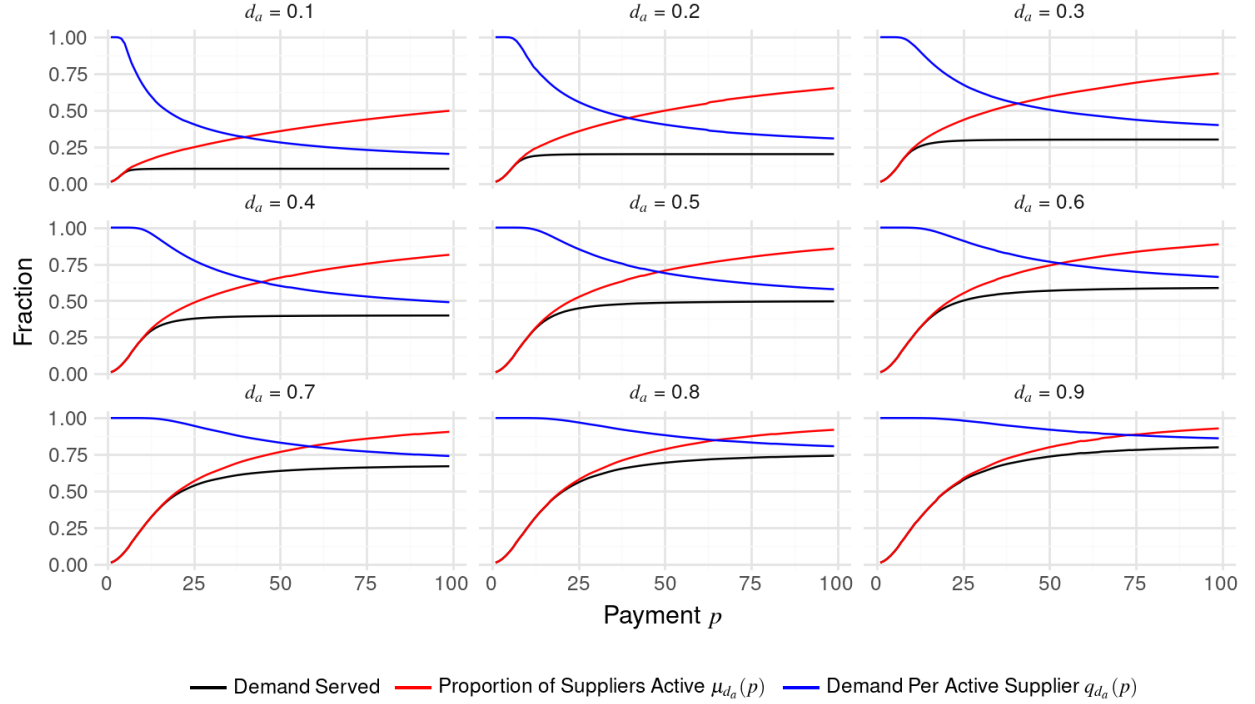 d_a = 0.1 d_a = 0.2 d_a = 0.3
1.00
0.75
0.50
0.25
0.00
d_a = 0.4 d_a = 0.5 d_a = 0.6
1.00
0.75
0.50
0.25
0.00
d_a = 0.7 d_a = 0.8 d_a = 0.9
1.00
0.75
0.50
0.25
0.00
Fraction
0 25 50 75 100 0 25 50 75 100 0 25 50 75 100
Payment p
Demand Served Proportion of Suppliers Active μ_{d_a}(p) Demand Per Active Supplier q_{d_a}(p)